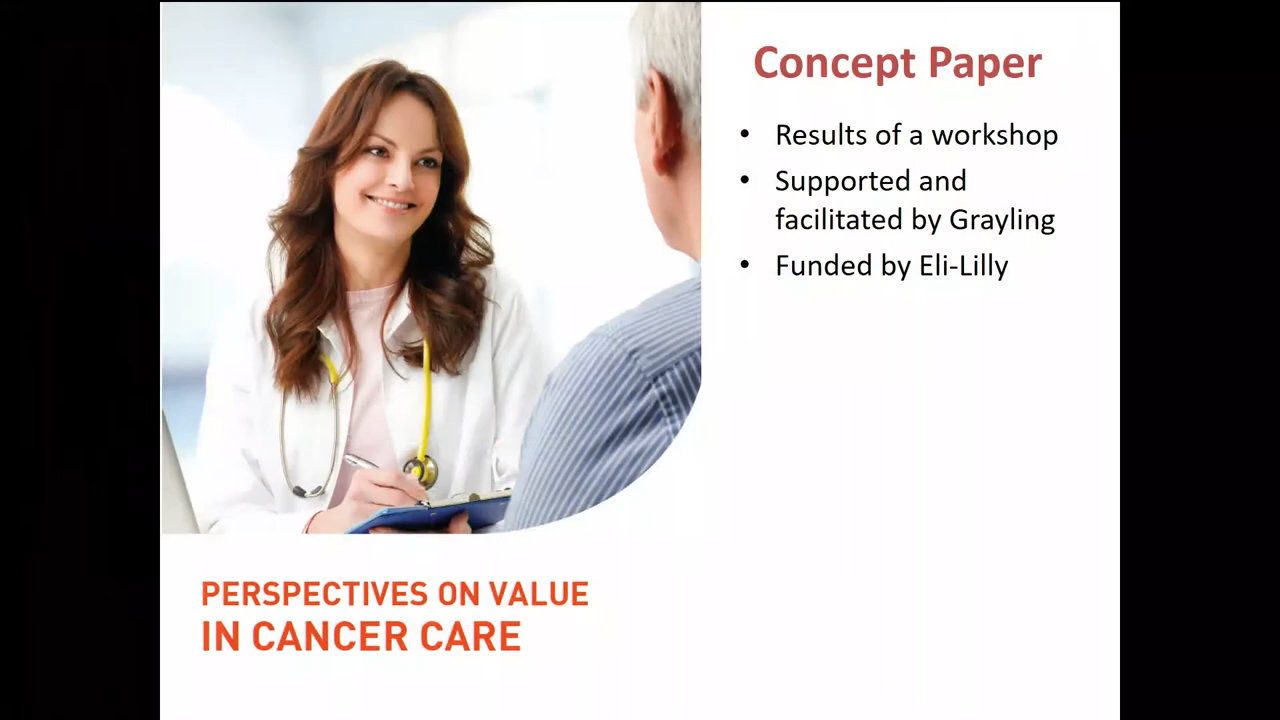 Concept Paper
• Results of a workshop
• Supported and
facilitated by Grayling
• Funded by Eli-Lilly
PERSPECTIVES ON VALUE
IN CANCER CARE